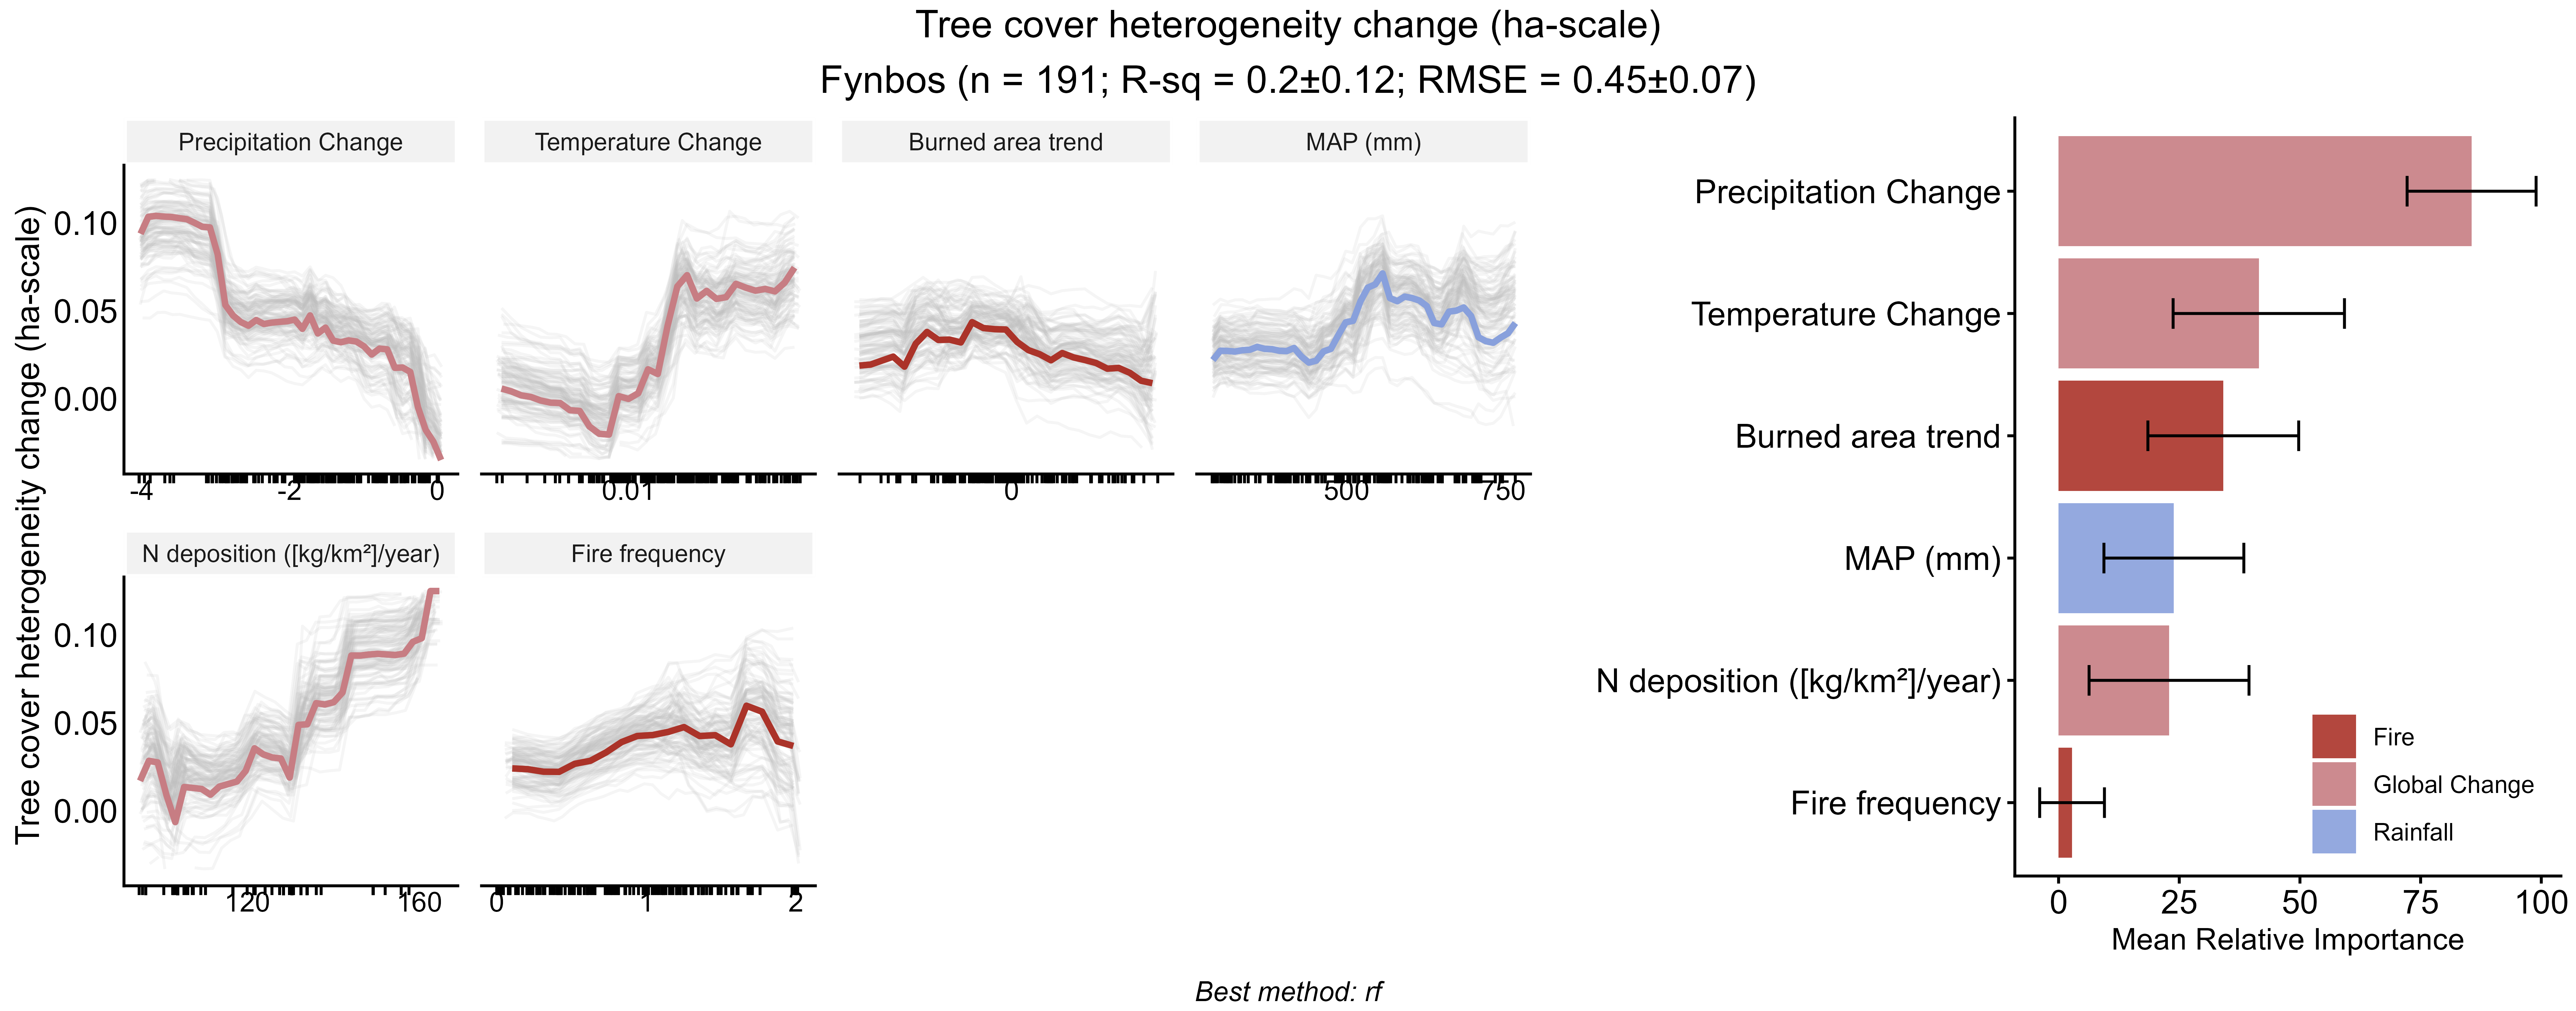 Tree cover heterogeneity change (ha-scale)
Fynbos (n = 191; R-sq = 0.2±0.12; RMSE = 0.45±0.07)
Tree cover heterogeneity change (ha-scale)
Precipitation Change
Temperature Change
Burned area trend
MAP (mm)
0.10
0.05
0.00
-4 -2 0
0.01
0
500 750
N deposition ([kg/km²]/year)
Fire frequency
0.10
0.05
0.00
120 160
0 1 2
Precipitation Change
Temperature Change
Burned area trend
MAP (mm)
N deposition ([kg/km²]/year)
Fire frequency
Fire
Global Change
Rainfall
0 25 50 75 100
Mean Relative Importance
Best method: rf